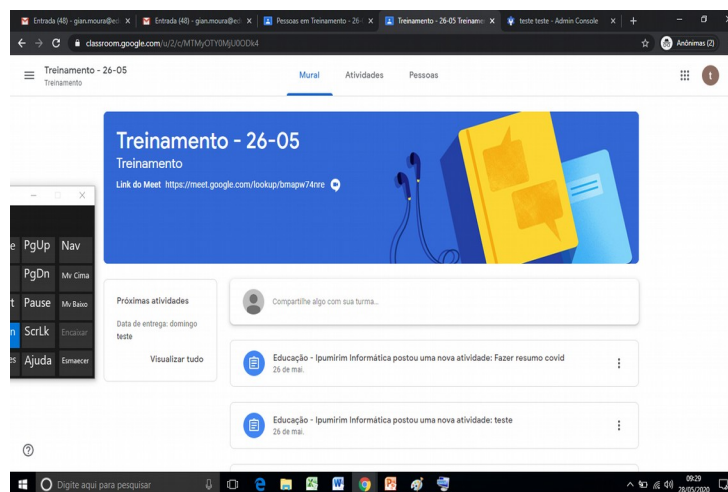 Entrada (48) - gian.moura@ed
Entrada (48) - gian.moura@ed
Pessoas em Treinamento - 26
Treinamento - 26-05 Treiname
teste teste - Admin Console
classroom.google.com/u/2/c/MTMyOTY0MjU0ODk4
Anônimas (2)
Treinamento - 26-05
Treinamento
Mural
Atividades
Pessoas
t
Treinamento - 26-05
Treinamento
Link do Meet https://meet.google.com/lookup/bmapw74nre
PgUp Nav
PgDn Mv Cima
Pause Mv Baixo
ScrLk Encaixar
Ajuda Esmaecer
Próximas atividades
Data de entrega: domingo
teste
Visualizar tudo
Compartilhe algo com sua turma...
Educação - Ipumirim Informática postou uma nova atividade: Fazer resumo covid
26 de mai.
Educação - Ipumirim Informática postou uma nova atividade: teste
26 de mai.
Digite aqui para pesquisar
09:29
28/05/2020